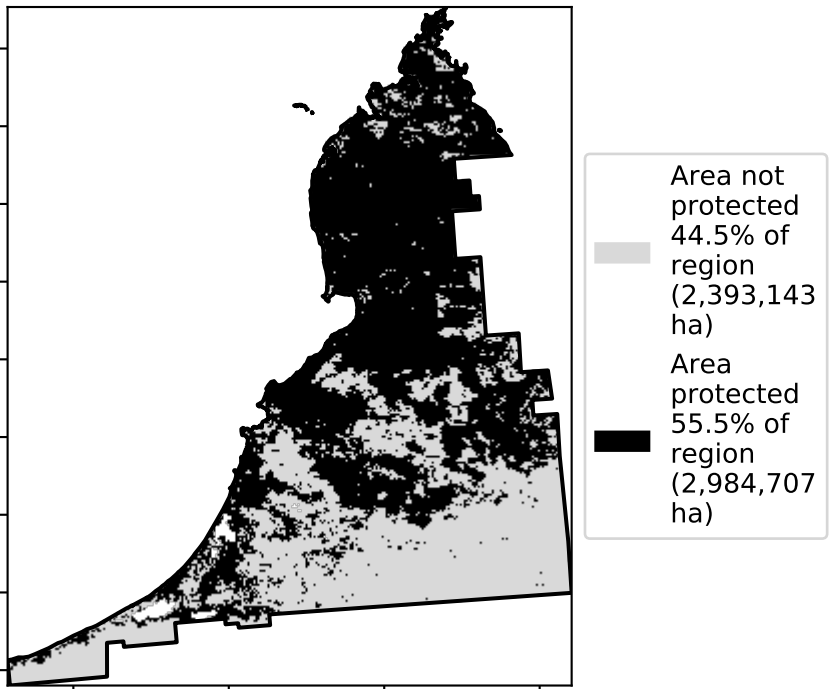 Area not
protected
44.5% of
region
(2,393,143
ha)
Area
protected
55.5% of
region
(2,984,707
ha)